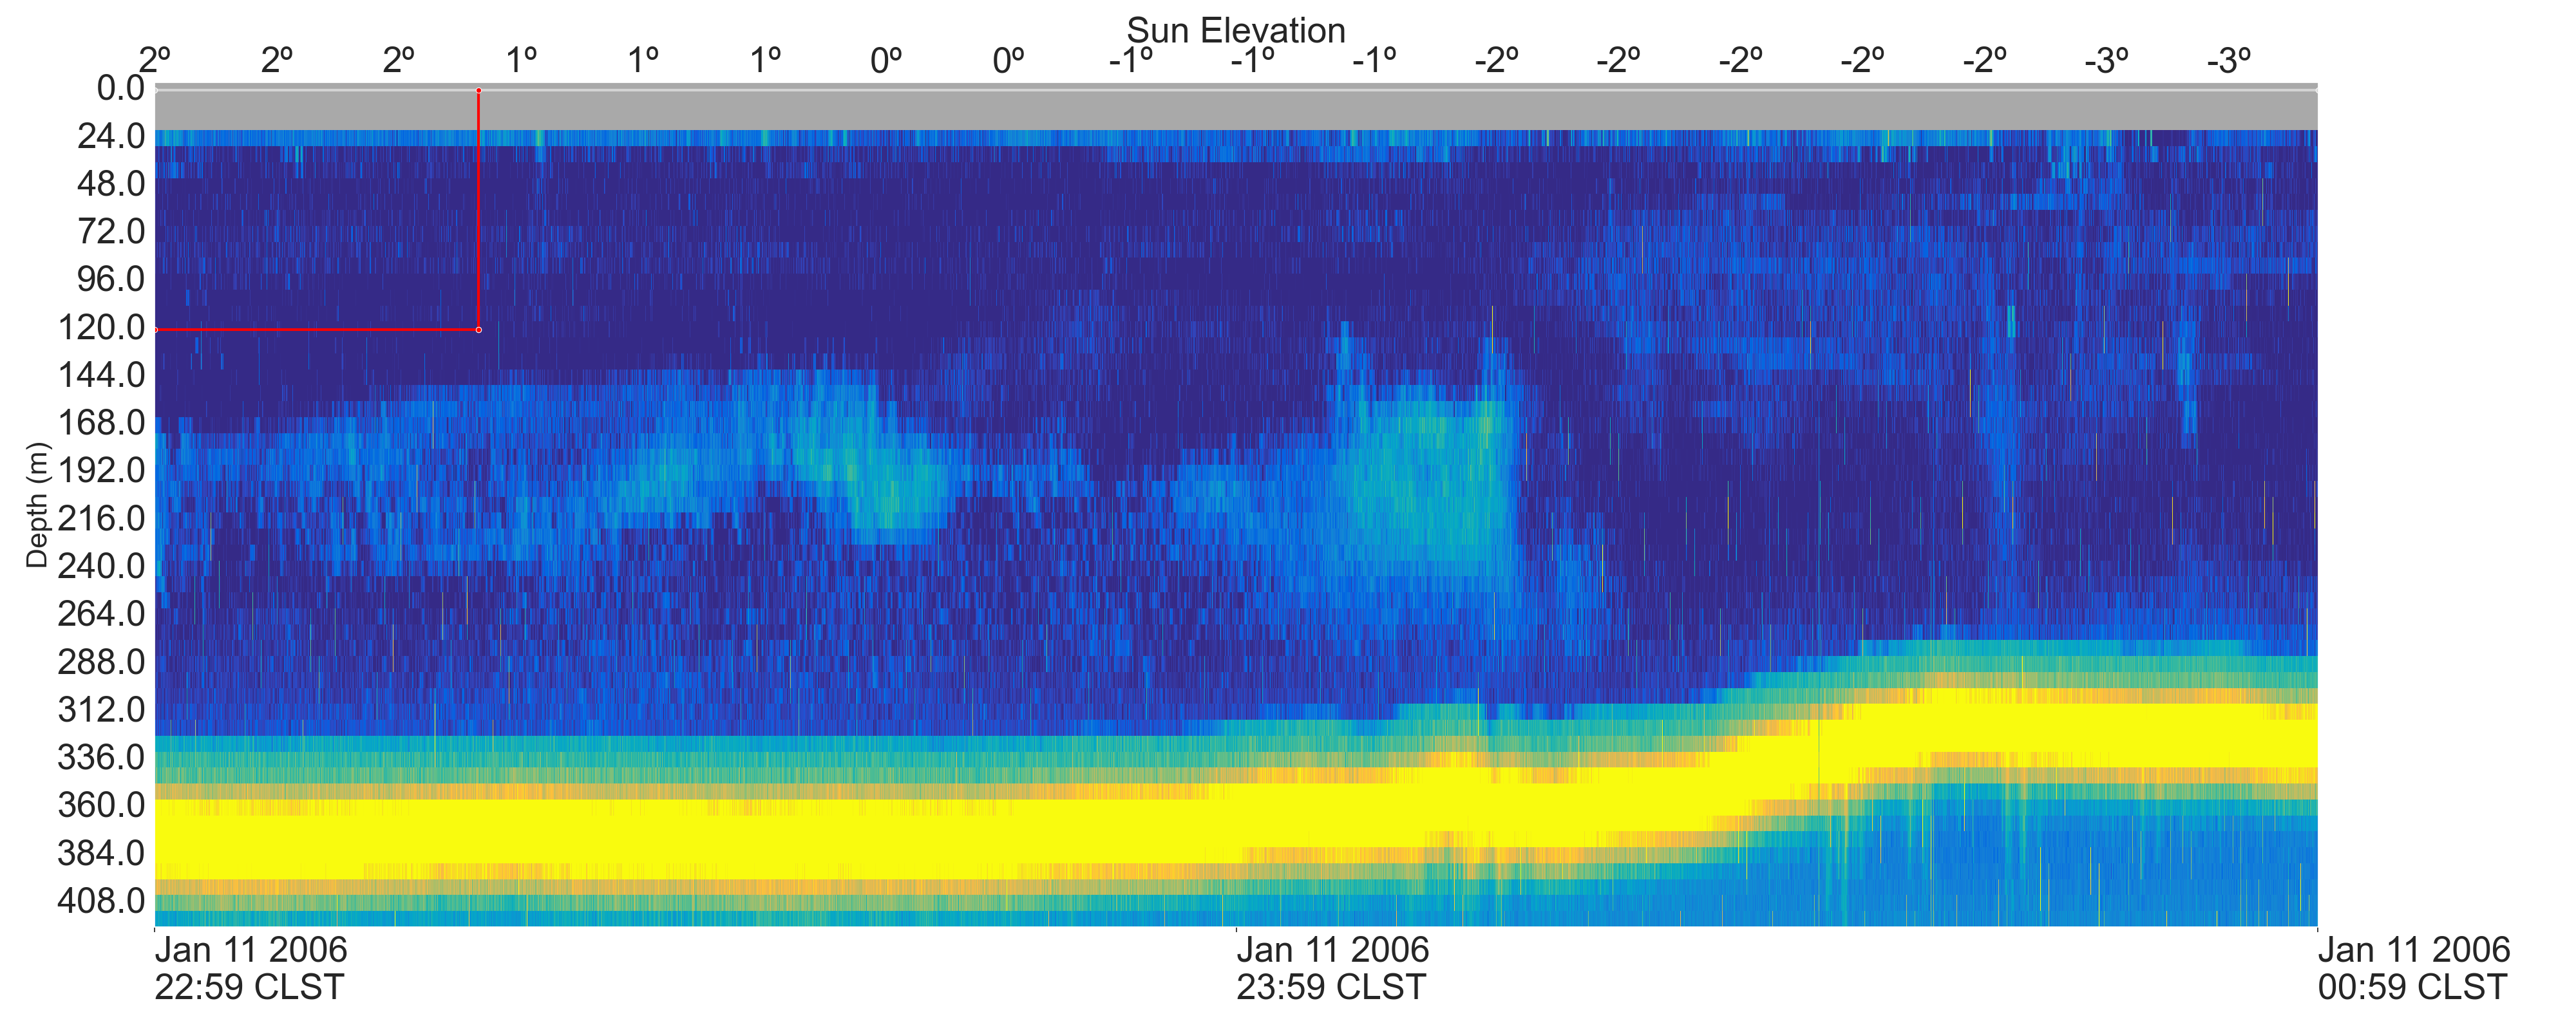 Sun Elevation
2º 2º 2º 1º 1º 1º 0º 0º -1º -1º -1º -2º -2º -2º -2º -2º -3º -3º
0.0
24.0
48.0
72.0
96.0
120.0
144.0
168.0
192.0
216.0
240.0
264.0
288.0
312.0
336.0
360.0
384.0
408.0
Depth (m)
Jan 11 2006
22:59 CLST
Jan 11 2006
23:59 CLST
Jan 11 2006
00:59 CLST